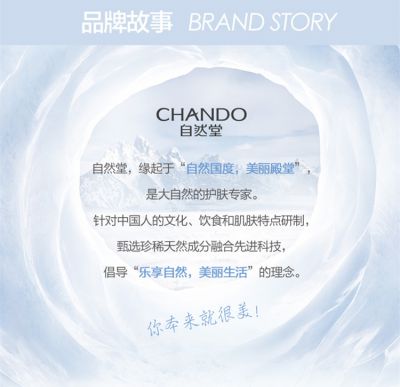 品牌故事 BRAND STORY
CHANDO
自然堂
自然堂，缘起于“自然国度，美丽殿堂”，
是大自然的护肤专家。
针对中国人的文化、饮食和肌肤特点研制，
甄选珍稀天然成分融合先进科技，
倡导“乐享自然，美丽生活”的理念。
你本来就很美！